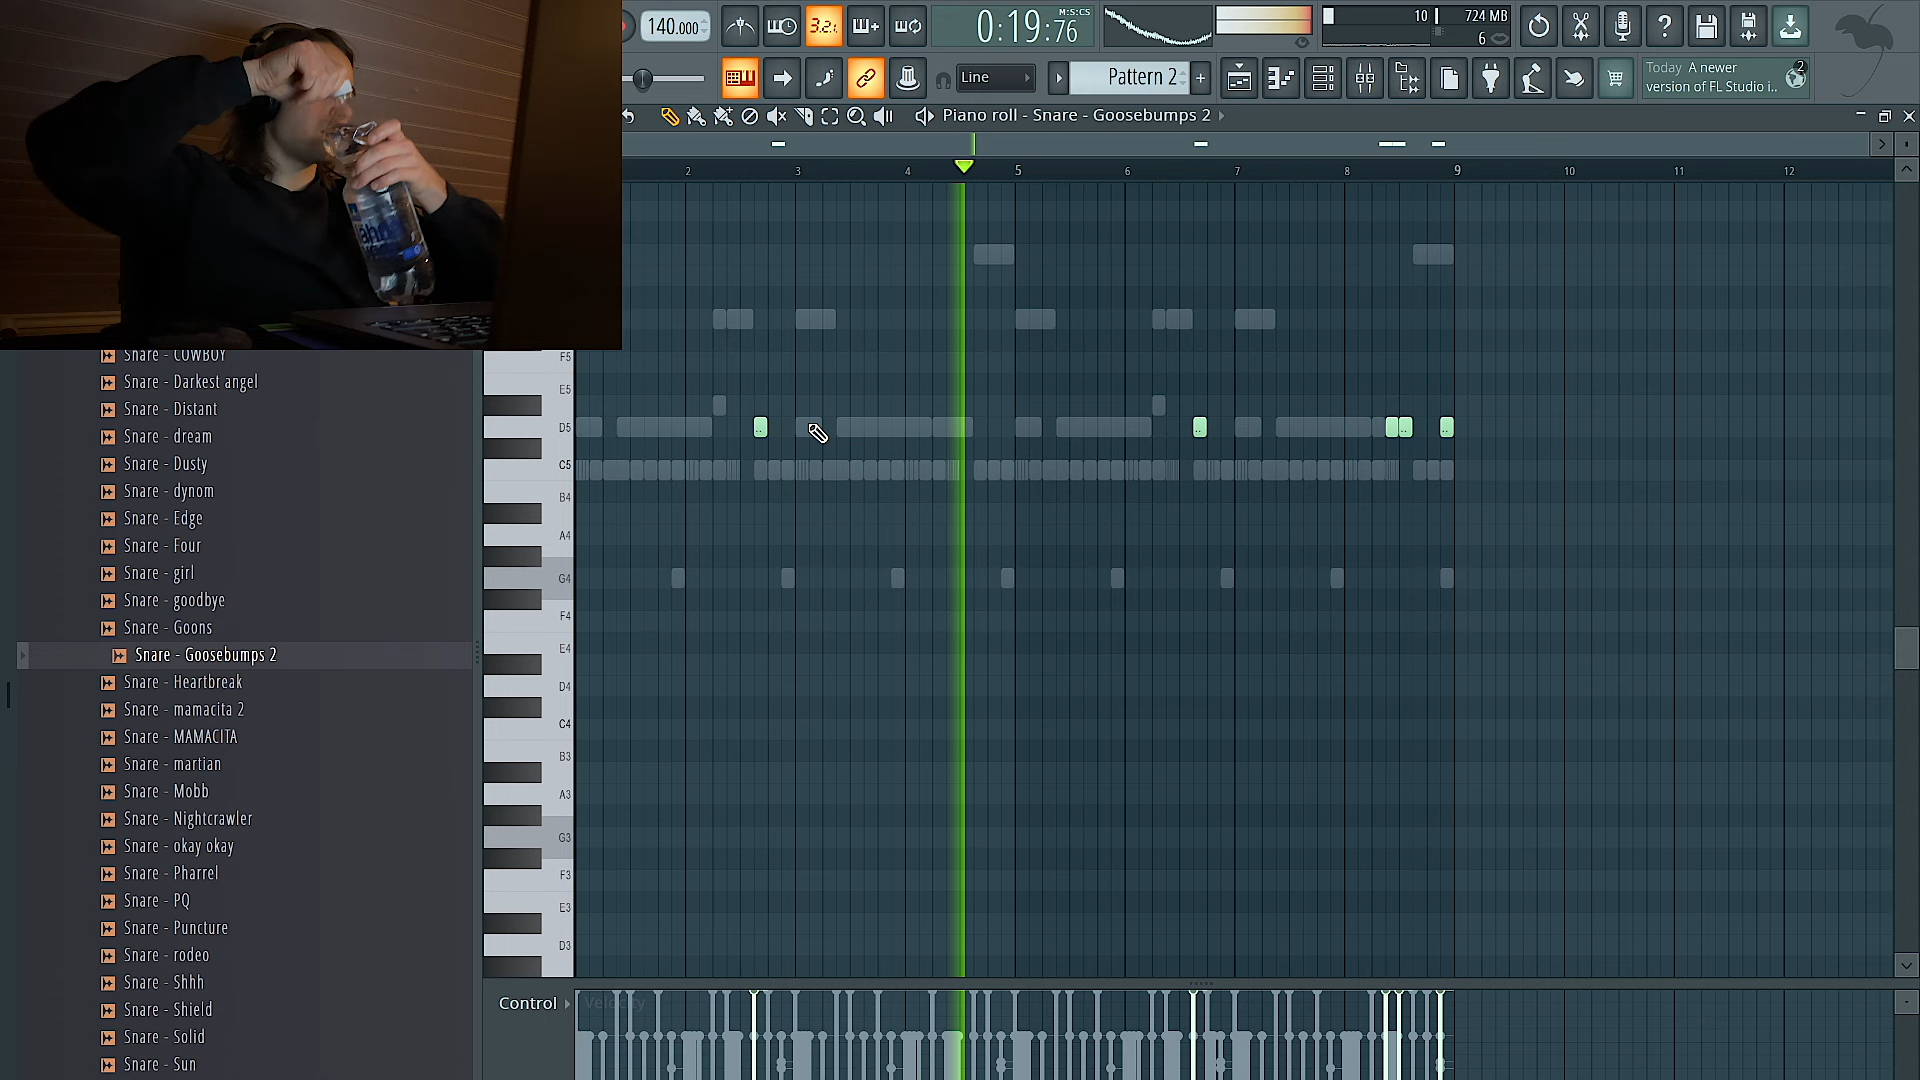 140.000
3.2.
0:19:76
M:S:CS
10
724 MB
6
Line
Pattern 2
Today A newer
version of FL Studio i..
2
Piano roll - Snare - Goosebumps 2
2 3 4 5 6 7 8 9 10 11 12
F5
E5
D5
C5
B4
A4
G4
F4
E4
D4
C4
B3
A3
G3
F3
E3
D3
Snare - COWBOY
Snare - Darkest angel
Snare - Distant
Snare - dream
Snare - Dusty
Snare - dynom
Snare - Edge
Snare - Four
Snare - girl
Snare - goodbye
Snare - Goons
Snare - Goosebumps 2
Snare - Heartbreak
Snare - mamacita 2
Snare - MAMACITA
Snare - martian
Snare - Mobb
Snare - Nightcrawler
Snare - okay okay
Snare - Pharrel
Snare - PQ
Snare - Puncture
Snare - rodeo
Snare - Shhh
Snare - Shield
Snare - Solid
Snare - Sun
Control
Velocity